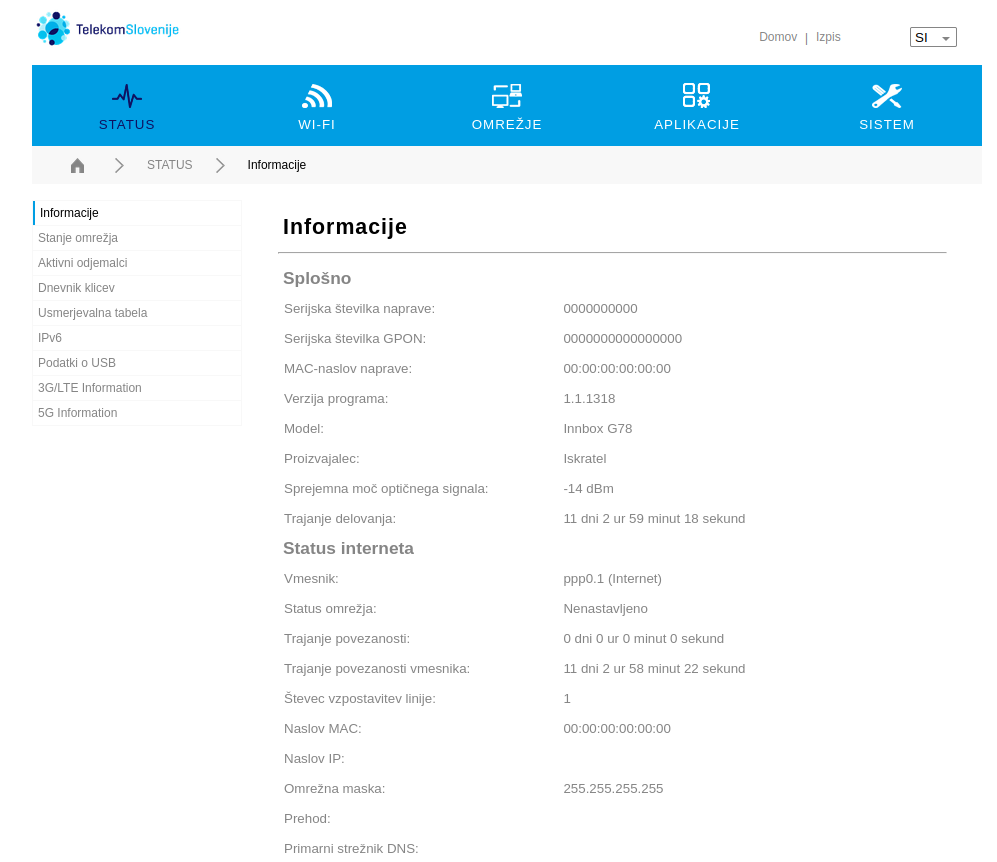 TelekomSlovenije
Domov | Izpis
SI
STATUS WI-FI OMREŽJE APLIKACIJE SISTEM
STATUS Informacije
Informacije
Stanje omrežja
Aktivni odjemalci
Dnevnik klicev
Usmerjevalna tabela
IPv6
Podatki o USB
3G/LTE Information
5G Information
Informacije
Splošno
Serijska številka naprave: 0000000000
Serijska številka GPON: 0000000000000000
MAC-naslov naprave: 00:00:00:00:00:00
Verzija programa: 1.1.1318
Model: Innbox G78
Proizvajalec: Iskratel
Sprejemna moč optičnega signala: -14 dBm
Trajanje delovanja: 11 dni 2 ur 59 minut 18 sekund
Status interneta
Vmesnik: ppp0.1 (Internet)
Status omrežja: Nenastavljeno
Trajanje povezanosti: 0 dni 0 ur 0 minut 0 sekund
Trajanje povezanosti vmesnika: 11 dni 2 ur 58 minut 22 sekund
Števec vzpostavitev linije: 1
Naslov MAC: 00:00:00:00:00:00
Naslov IP:
Omrežna maska: 255.255.255.255
Prehod:
Primarni strežnik DNS: